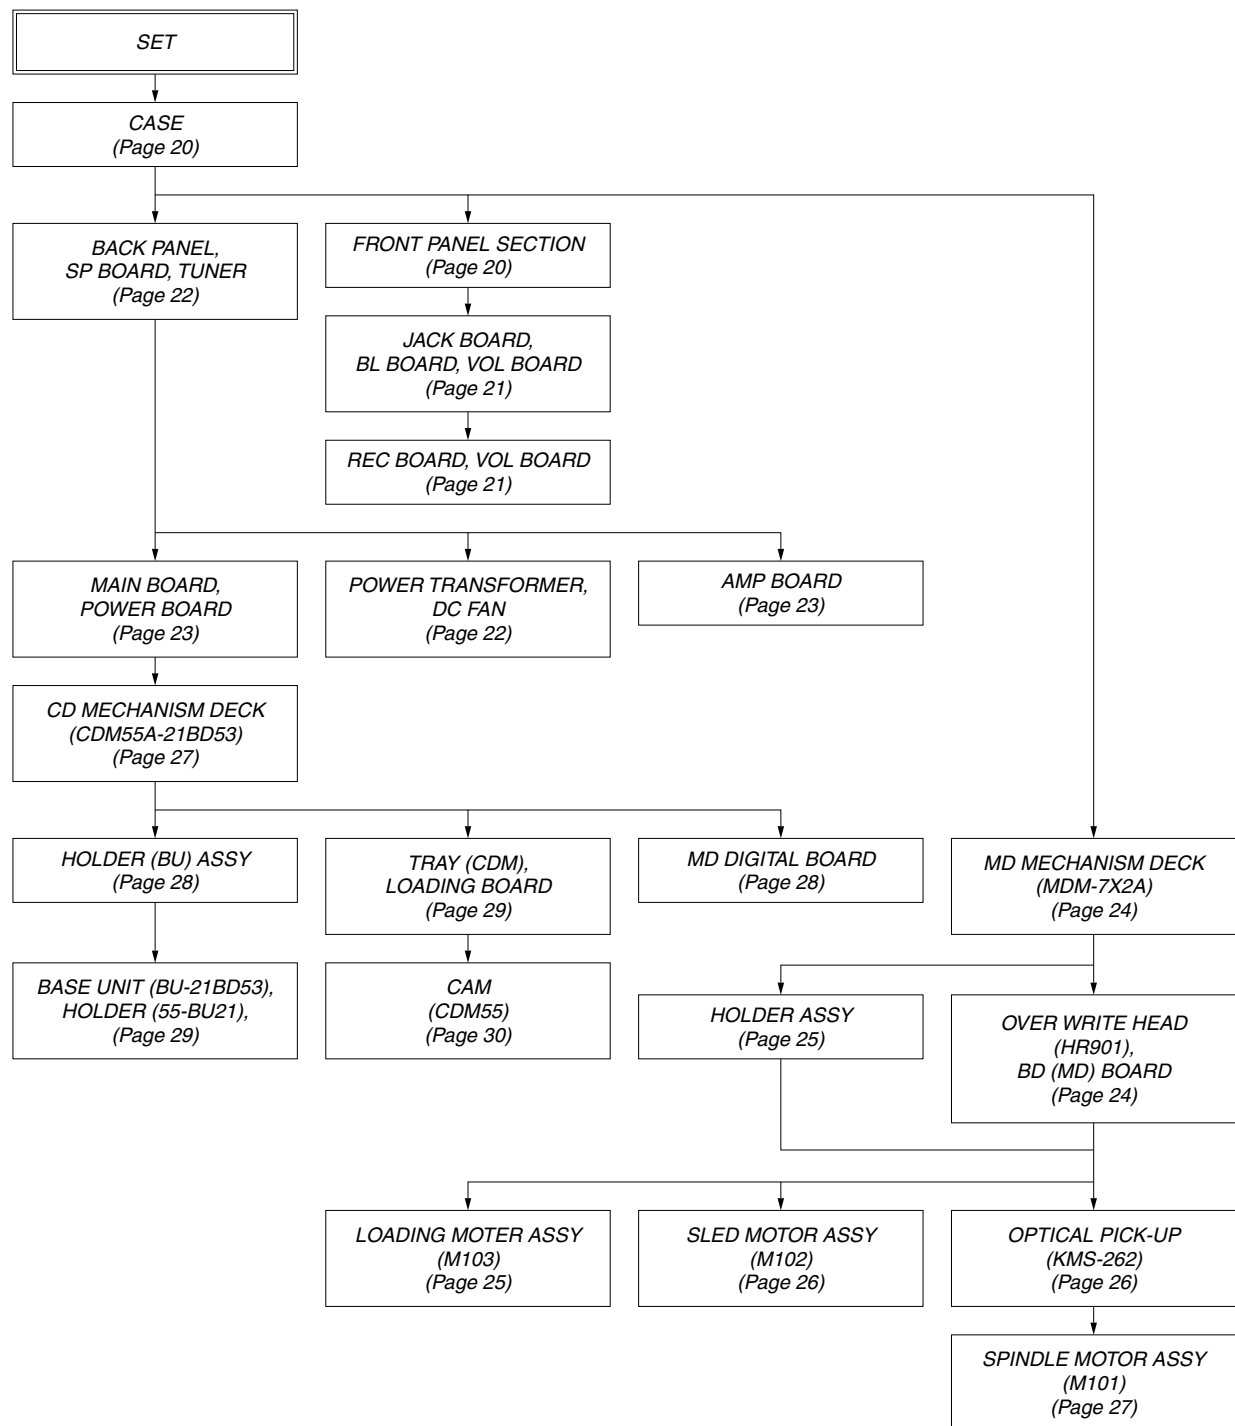 SET
CASE
(Page 20)
BACK PANEL,
SP BOARD, TUNER
(Page 22)
FRONT PANEL SECTION
(Page 20)
JACK BOARD,
BL BOARD, VOL BOARD
(Page 21)
REC BOARD, VOL BOARD
(Page 21)
MAIN BOARD,
POWER BOARD
(Page 23)
POWER TRANSFORMER,
DC FAN
(Page 22)
AMP BOARD
(Page 23)
CD MECHANISM DECK
(CDM55A-21BD53)
(Page 27)
HOLDER (BU) ASSY
(Page 28)
TRAY (CDM),
LOADING BOARD
(Page 29)
MD DIGITAL BOARD
(Page 28)
MD MECHANISM DECK
(MDM-7X2A)
(Page 24)
BASE UNIT (BU-21BD53),
HOLDER (55-BU21),
(Page 29)
CAM
(CDM55)
(Page 30)
HOLDER ASSY
(Page 25)
OVER WRITE HEAD
(HR901),
BD (MD) BOARD
(Page 24)
LOADING MOTER ASSY
(M103)
(Page 25)
SLED MOTOR ASSY
(M102)
(Page 26)
OPTICAL PICK-UP
(KMS-262)
(Page 26)
SPINDLE MOTOR ASSY
(M101)
(Page 27)